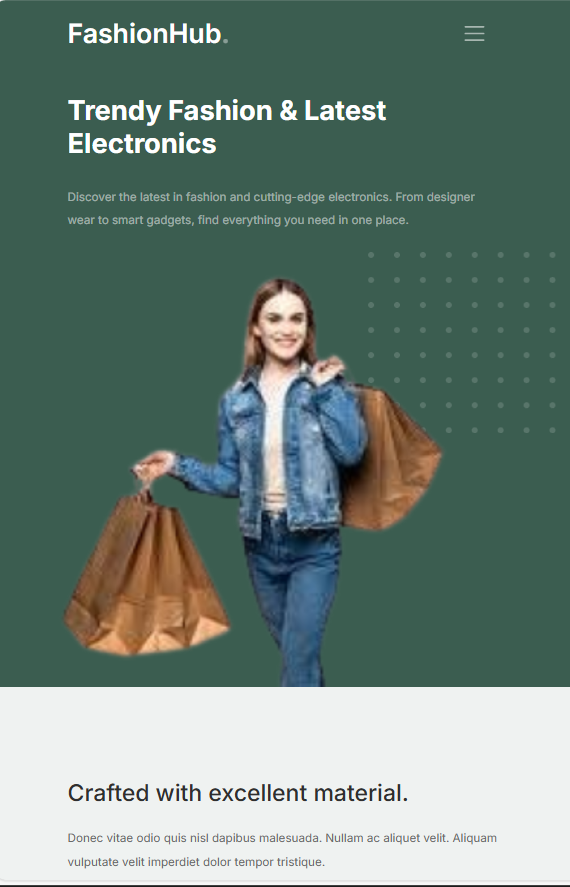 FashionHub.
Trendy Fashion & Latest
Electronics
Discover the latest in fashion and cutting-edge electronics. From designer
wear to smart gadgets, find everything you need in one place.
Crafted with excellent material.
Donec vitae odio quis nisl dapibus malesuada. Nullam ac aliquet velit. Aliquam
vulputate velit imperdiet dolor tempor tristique.